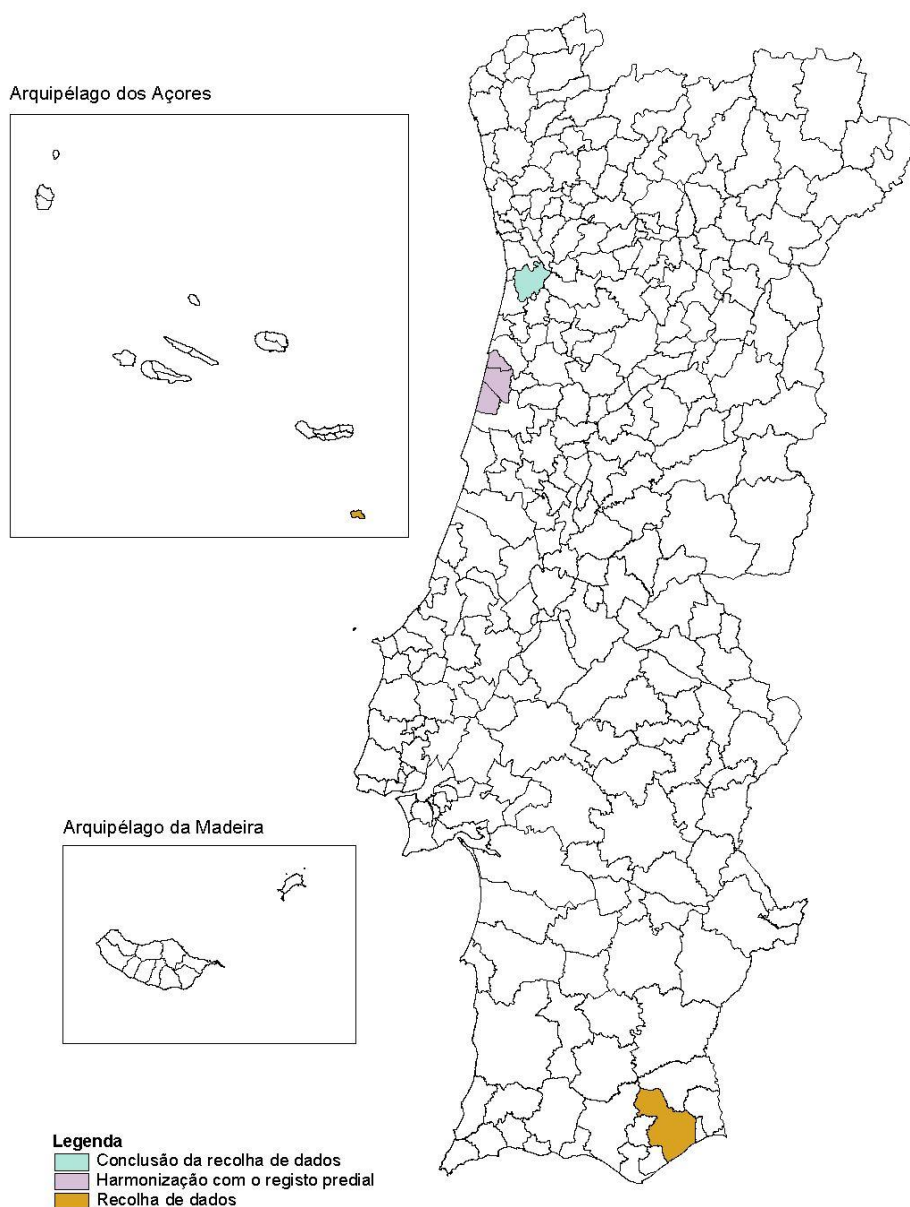 Arquipélago dos Açores
Arquipélago da Madeira
Legenda
Conclusão da recolha de dados
Harmonização com o registo predial
Recolha de dados